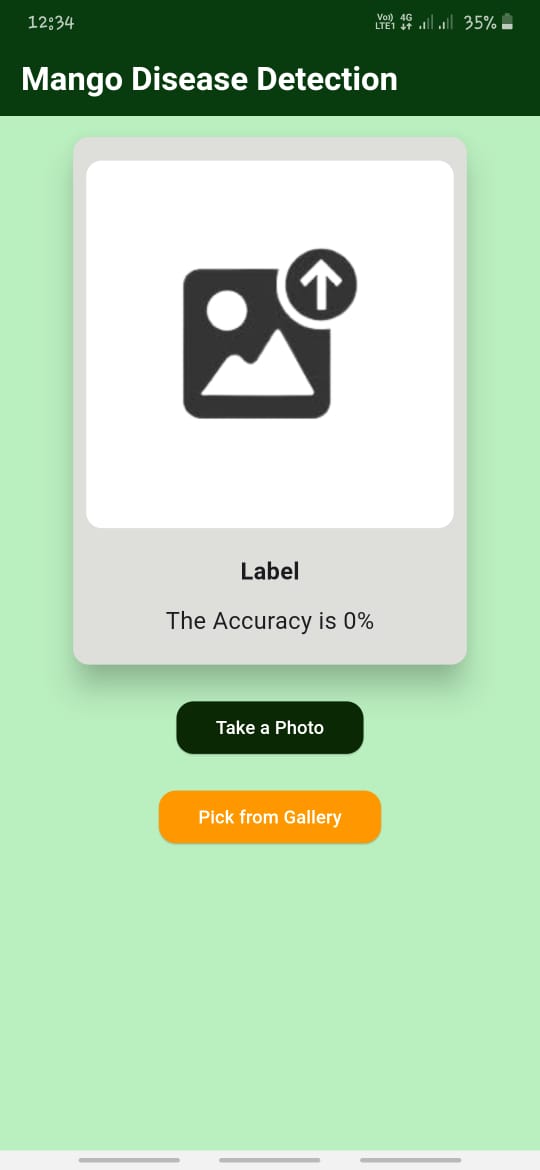 12:34
Vo) 4G 35%
LTE1
Mango Disease Detection
Label
The Accuracy is 0%
Take a Photo
Pick from Gallery